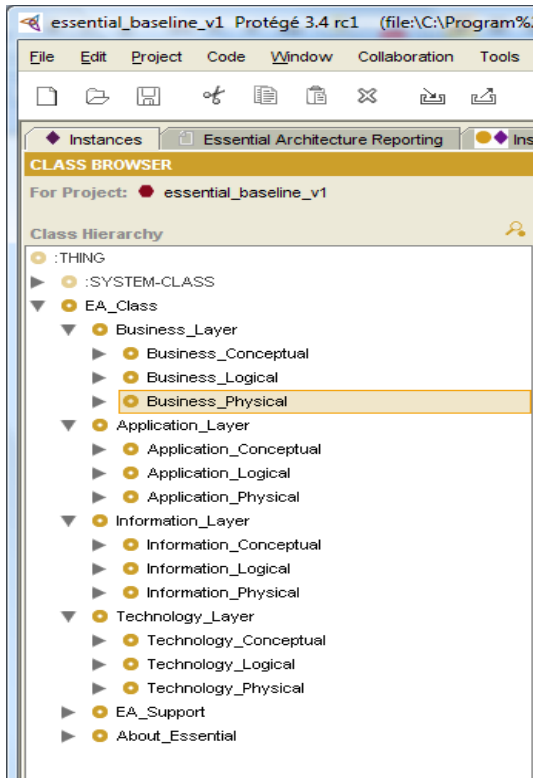 essential_baseline_v1 Protégé 3.4 rc1 (file:\C:\Program%
File Edit Project Code Window Collaboration Tools
Instances Essential Architecture Reporting Ins
CLASS BROWSER
For Project: essential_baseline_v1
Class Hierarchy
:THING
:SYSTEM-CLASS
EA_Class
Business_Layer
Business_Conceptual
Business_Logical
Business_Physical
Application_Layer
Application_Conceptual
Application_Logical
Application_Physical
Information_Layer
Information_Conceptual
Information_Logical
Information_Physical
Technology_Layer
Technology_Conceptual
Technology_Logical
Technology_Physical
EA_Support
About_Essential